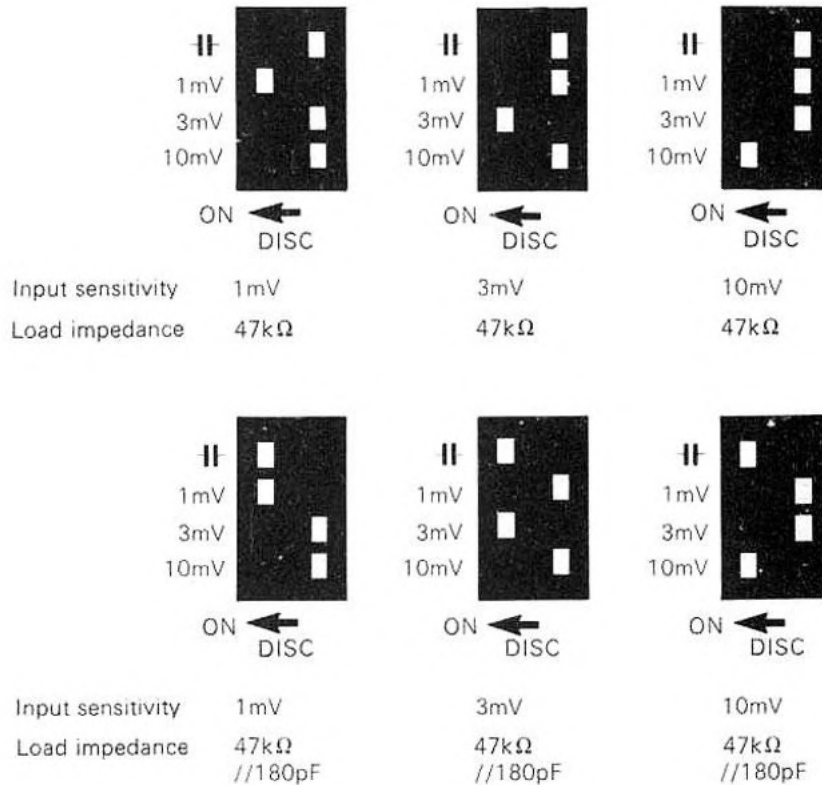 1mV 1mV 1mV
3mV 3mV 3mV
10mV 10mV 10mV
ON ON ON
DISC DISC DISC
Input sensitivity 1mV 3mV 10mV
Load impedance 47kΩ 47kΩ 47kΩ
1mV 1mV 1mV
3mV 3mV 3mV
10mV 10mV 10mV
ON ON ON
DISC DISC DISC
Input sensitivity 1mV 3mV 10mV
Load impedance 47kΩ 47kΩ 47kΩ
//180pF //180pF //180pF